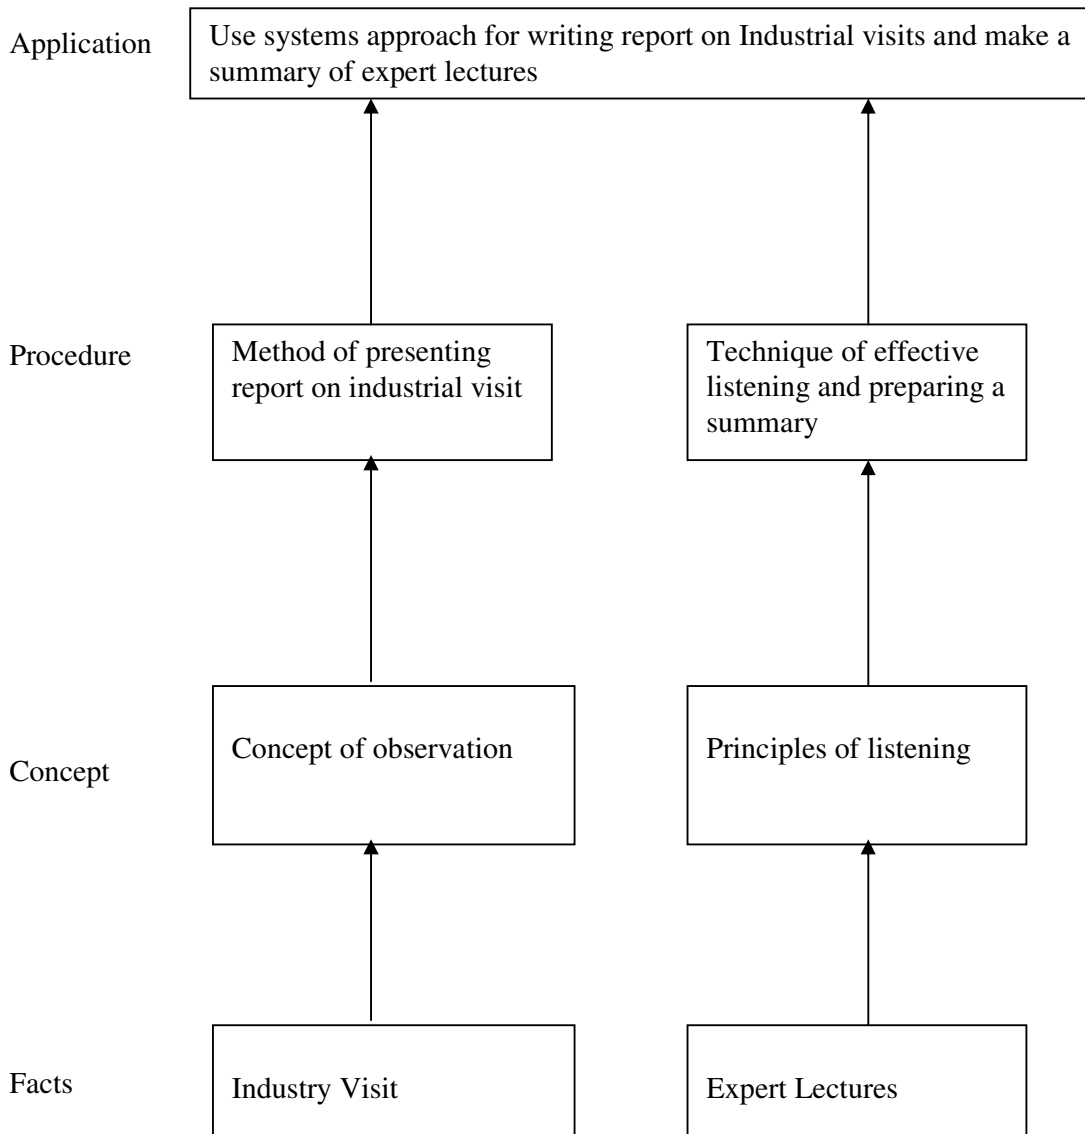 Application
Use systems approach for writing report on Industrial visits and make a
summary of expert lectures
Procedure
Method of presenting
report on industrial visit
Technique of effective
listening and preparing a
summary
Concept
Concept of observation
Principles of listening
Facts
Industry Visit
Expert Lectures